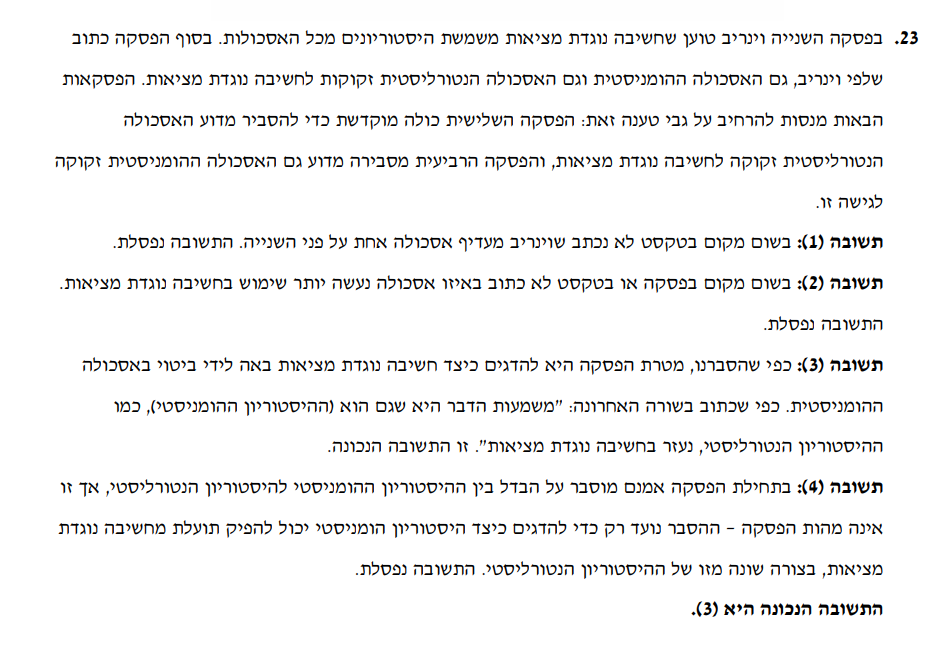 23. בפסקה השנייה וינריב טוען שחשיבה נוגדת מציאות משמשת היסטוריונים מכל האסכולות. בסוף הפסקה כתוב
שלפי וינריב, גם האסכולה ההומניסטית וגם האסכולה הנטורליסטית זקוקות לחשיבה נוגדת מציאות. הפסקאות
הבאות מנסות להרחיב על גבי טענה זאת: הפסקה השלישית כולה מוקדשת כדי להסביר מדוע האסכולה
הנטורליסטית זקוקה לחשיבה נוגדת מציאות, והפסקה הרביעית מסבירה מדוע גם האסכולה ההומניסטית זקוקה
לגישה זו.
תשובה (1): בשום מקום בטקסט לא נכתב שוינריב מעדיף אסכולה אחת על פני השנייה. התשובה נפסלת.
תשובה (2): בשום מקום בפסקה או בטקסט לא כתוב באיזו אסכולה נעשה יותר שימוש בחשיבה נוגדת מציאות.
התשובה נפסלת.
תשובה (3): כפי שהסברנו, מטרת הפסקה היא להדגים כיצד חשיבה נוגדת מציאות באה לידי ביטוי באסכולה
ההומניסטית. כפי שכתוב בשורה האחרונה: "משמעות הדבר היא שגם הוא (ההיסטוריון ההומניסטי), כמו
ההיסטוריון הנטורליסטי, נעזר בחשיבה נוגדת מציאות". זו התשובה הנכונה.
תשובה (4): בתחילת הפסקה אמנם מוסבר על הבדל בין ההיסטוריון ההומניסטי להיסטוריון הנטורליסטי, אך זו
אינה מהות הפסקה – ההסבר נועד רק כדי להדגים כיצד היסטוריון הומניסטי יכול להפיק תועלת מחשיבה נוגדת
מציאות, בצורה שונה מזו של ההיסטוריון הנטורליסטי. התשובה נפסלת.
התשובה הנכונה היא (3).